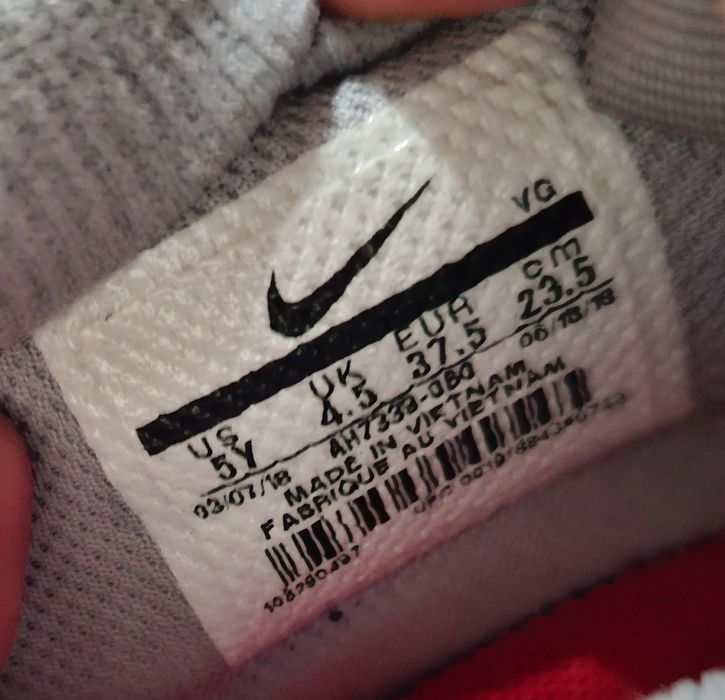 VG
US UK EUR cm
5Y 4.5 37.5 23.5
03/07/18 AH7339-060 06/18/18
MADE IN VIETNAM
FABRIQUE AU VIETNAM